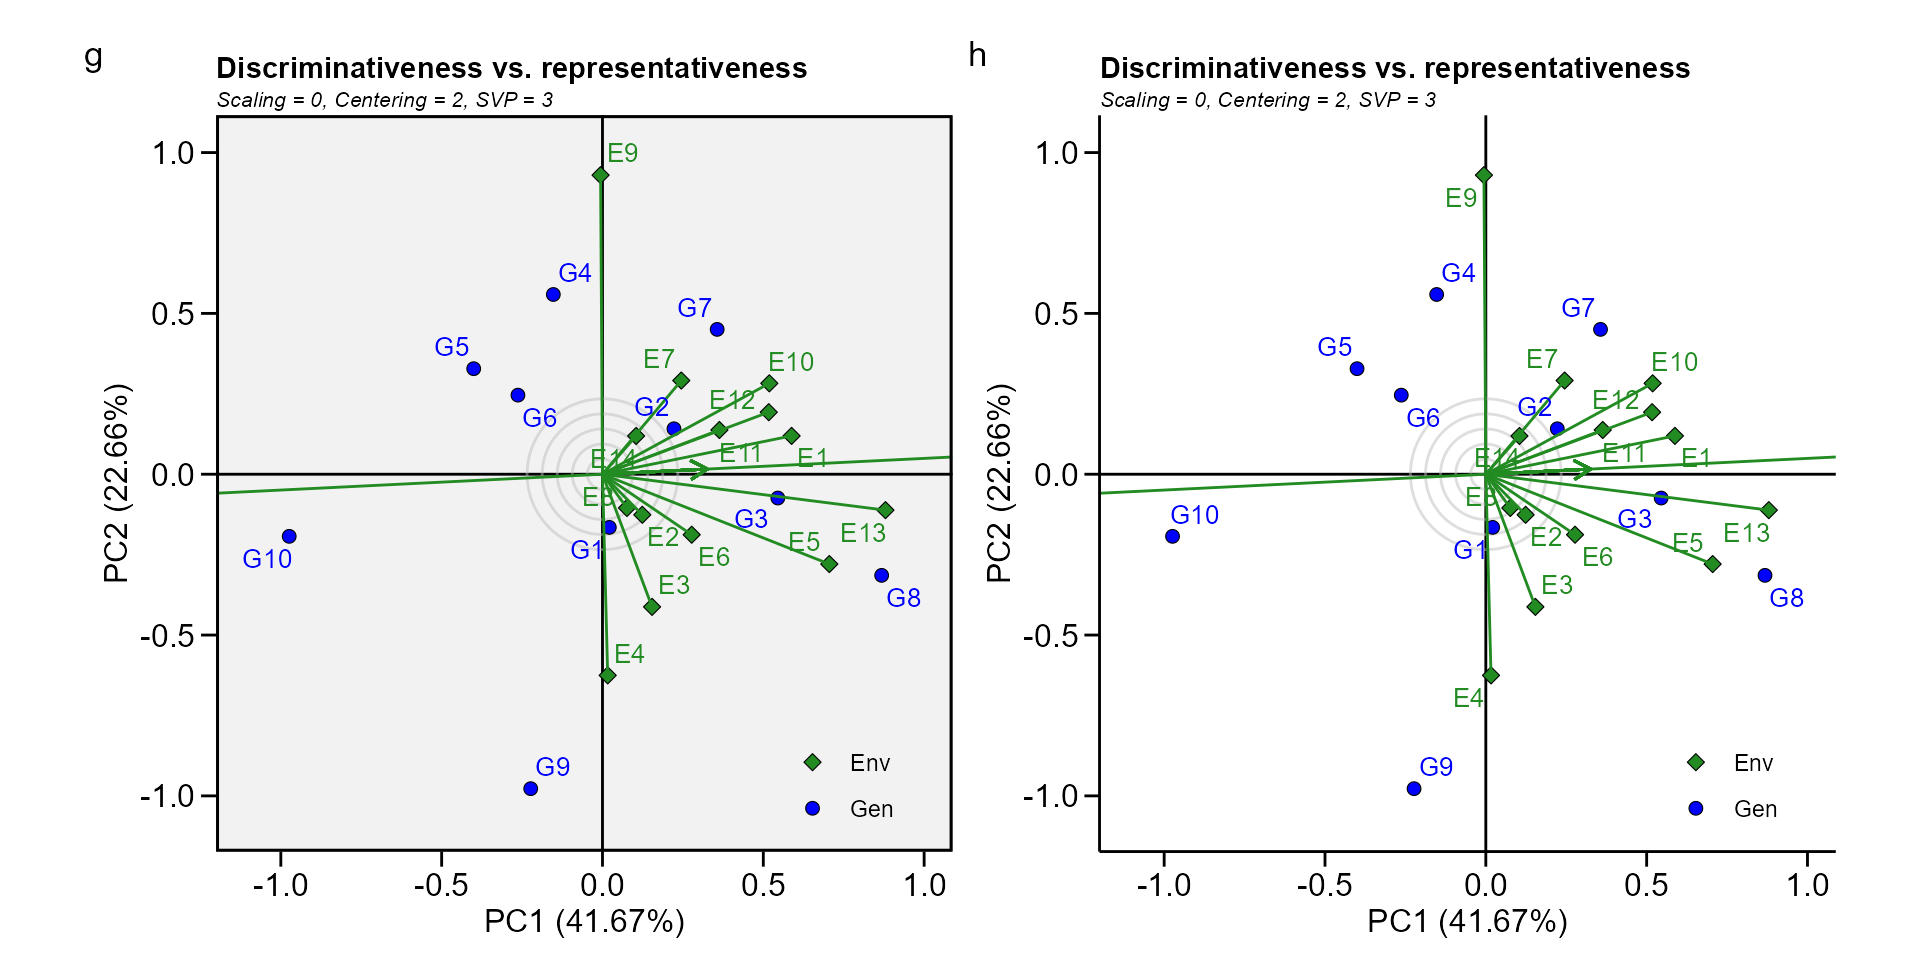 g
Discriminativeness vs. representativeness
Scaling = 0, Centering = 2, SVP = 3
PC2 (22.66%)
1.0
0.5
0.0
-0.5
-1.0
E9
G4
G7
G5
E7
E10
E12
G2
G6
E11
E1
E14
G3
E13
E5
E2
E6
G1
G10
E3
G8
E4
G9
Env
Gen
-1.0
-0.5
0.0
0.5
1.0
PC1 (41.67%)
h
Discriminativeness vs. representativeness
Scaling = 0, Centering = 2, SVP = 3
PC2 (22.66%)
1.0
0.5
0.0
-0.5
-1.0
E9
G4
G7
G5
E7
E10
E12
G2
G6
E11
E1
E14
G10
G3
E13
E5
E2
E6
G1
E3
G8
E4
G9
Env
Gen
-1.0
-0.5
0.0
0.5
1.0
PC1 (41.67%)